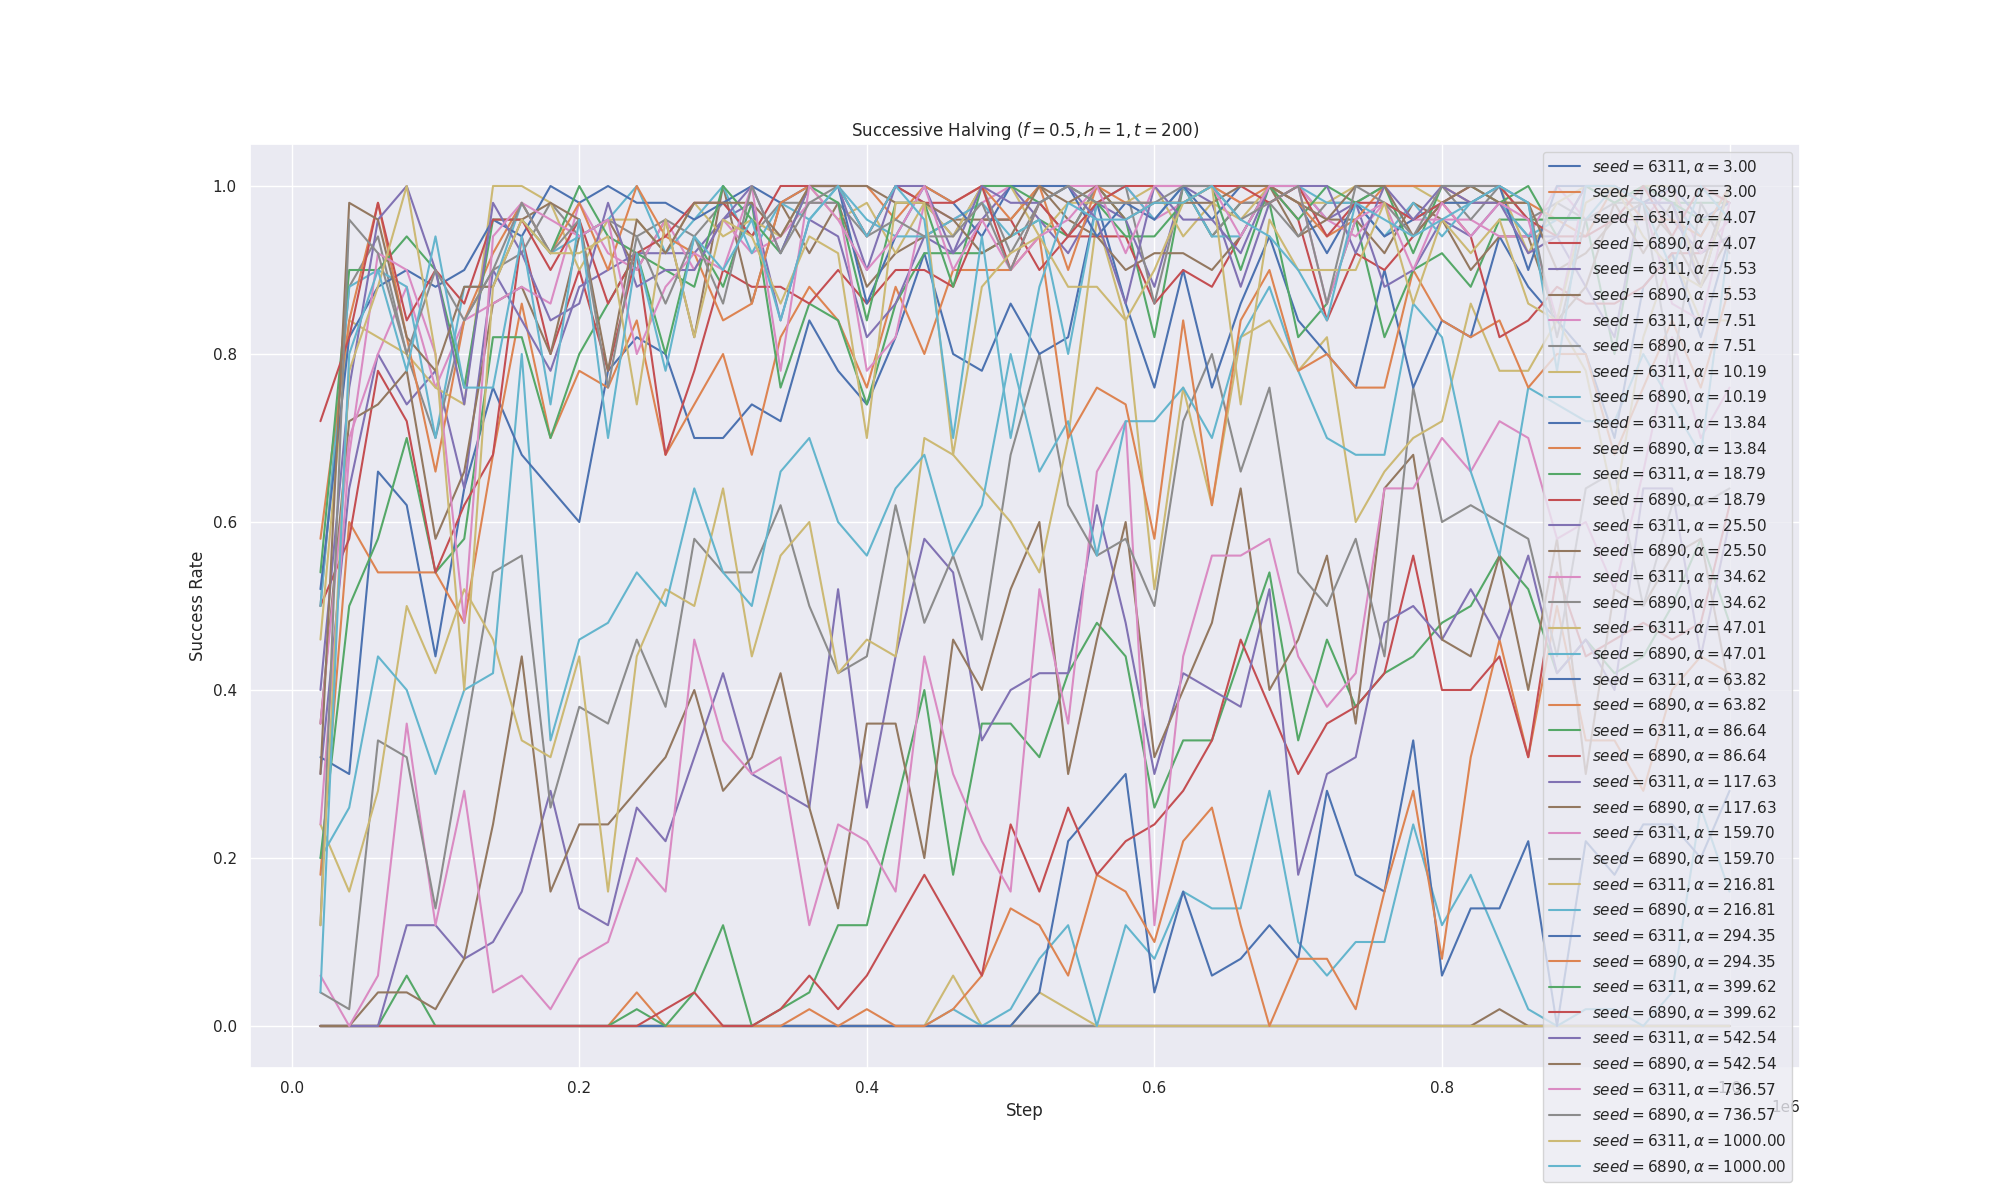 Successive Halving (f = 0.5, h = 1, t = 200)
1.0
0.8
0.6
0.4
0.2
0.0
Success Rate
0.0
0.2
0.4
0.6
0.8
1.0
1e6
Step
seed = 6311, α = 3.00
seed = 6890, α = 3.00
seed = 6311, α = 4.07
seed = 6890, α = 4.07
seed = 6311, α = 5.53
seed = 6890, α = 5.53
seed = 6311, α = 7.51
seed = 6890, α = 7.51
seed = 6311, α = 10.19
seed = 6890, α = 10.19
seed = 6311, α = 13.84
seed = 6890, α = 13.84
seed = 6311, α = 18.79
seed = 6890, α = 18.79
seed = 6311, α = 25.50
seed = 6890, α = 25.50
seed = 6311, α = 34.62
seed = 6890, α = 34.62
seed = 6311, α = 47.01
seed = 6890, α = 47.01
seed = 6311, α = 63.82
seed = 6890, α = 63.82
seed = 6311, α = 86.64
seed = 6890, α = 86.64
seed = 6311, α = 117.63
seed = 6890, α = 117.63
seed = 6311, α = 159.70
seed = 6890, α = 159.70
seed = 6311, α = 216.81
seed = 6890, α = 216.81
seed = 6311, α = 294.35
seed = 6890, α = 294.35
seed = 6311, α = 399.62
seed = 6890, α = 399.62
seed = 6311, α = 542.54
seed = 6890, α = 542.54
seed = 6311, α = 736.57
seed = 6890, α = 736.57
seed = 6311, α = 1000.00
seed = 6890, α = 1000.00